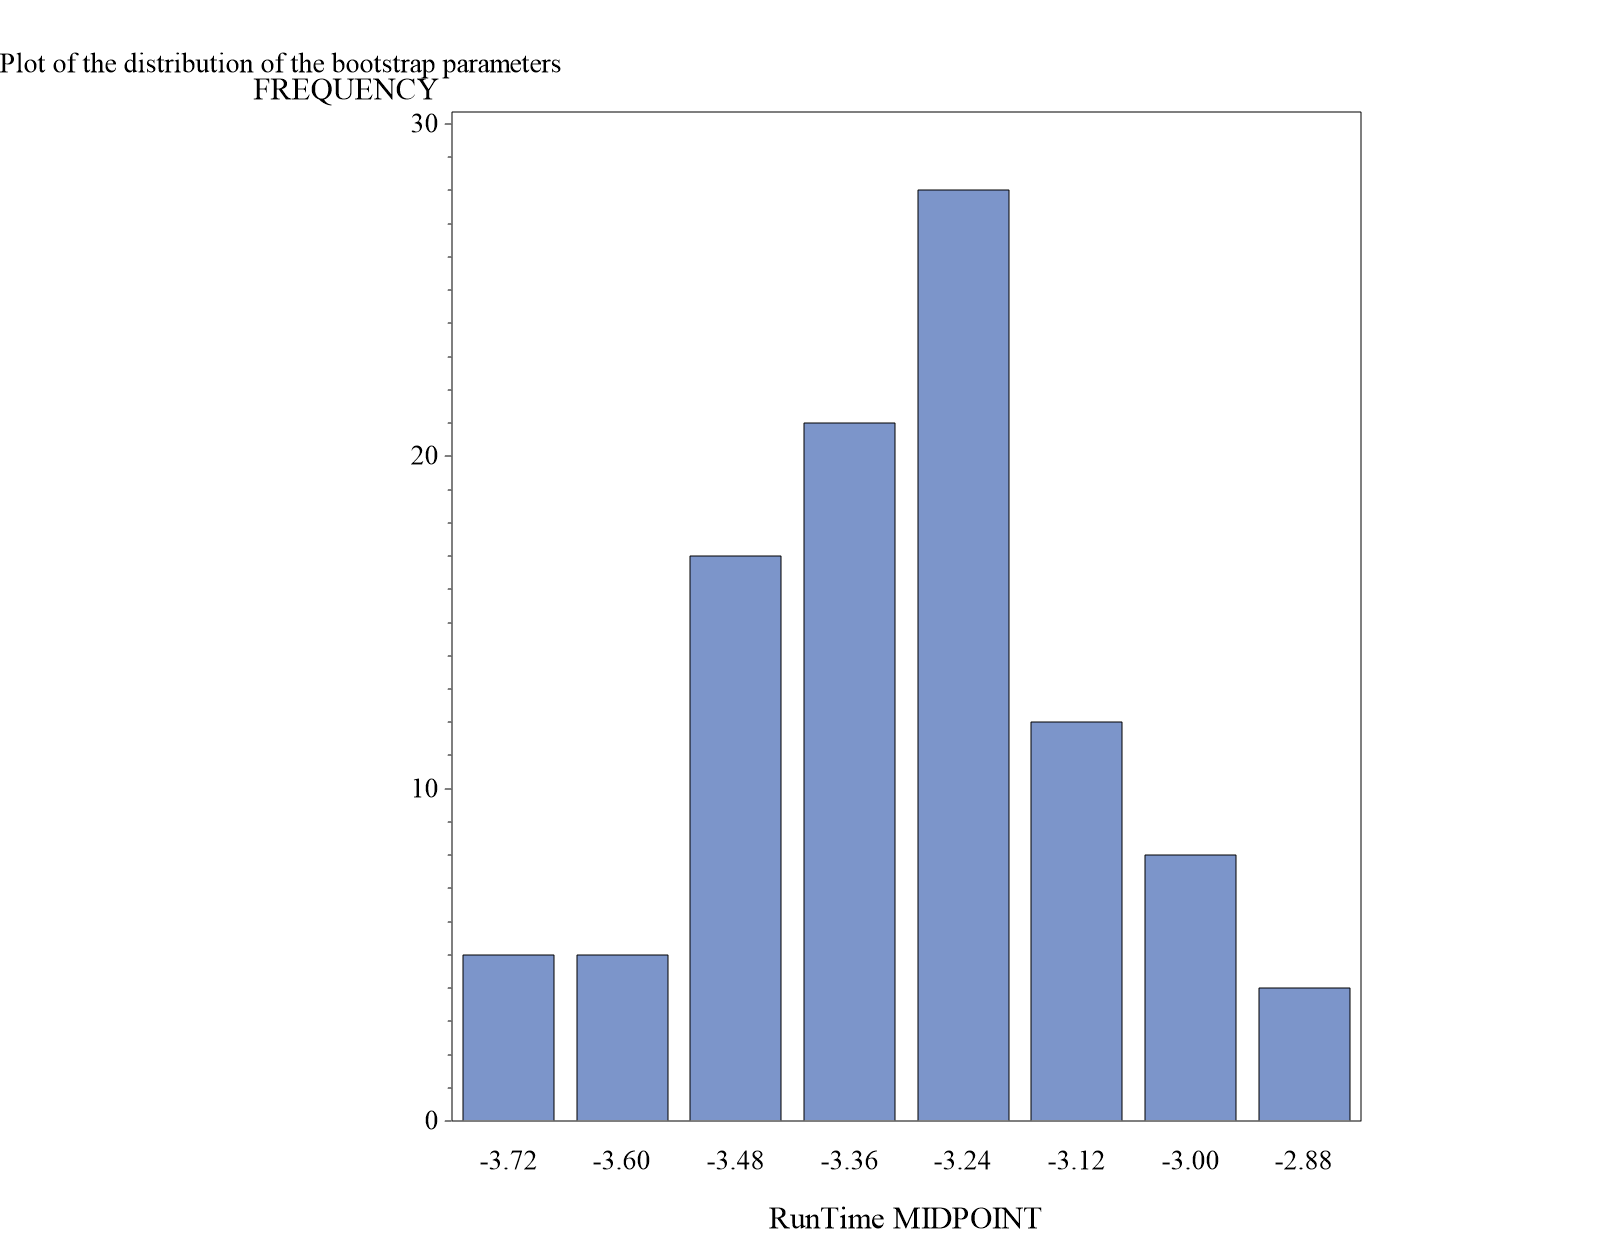 Plot of the distribution of the bootstrap parameters
FREQUENCY
30
20
10
0
-3.72 -3.60 -3.48 -3.36 -3.24 -3.12 -3.00 -2.88
RunTime MIDPOINT